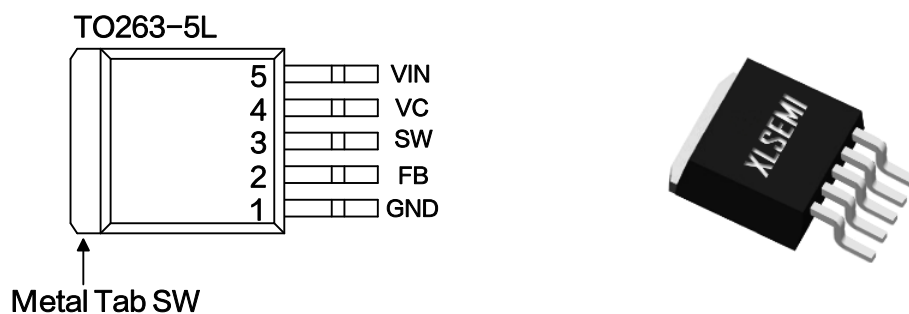 TO263-5L
5 VIN
4 VC
3 SW
2 FB
1 GND
Metal Tab SW
XLSEMI